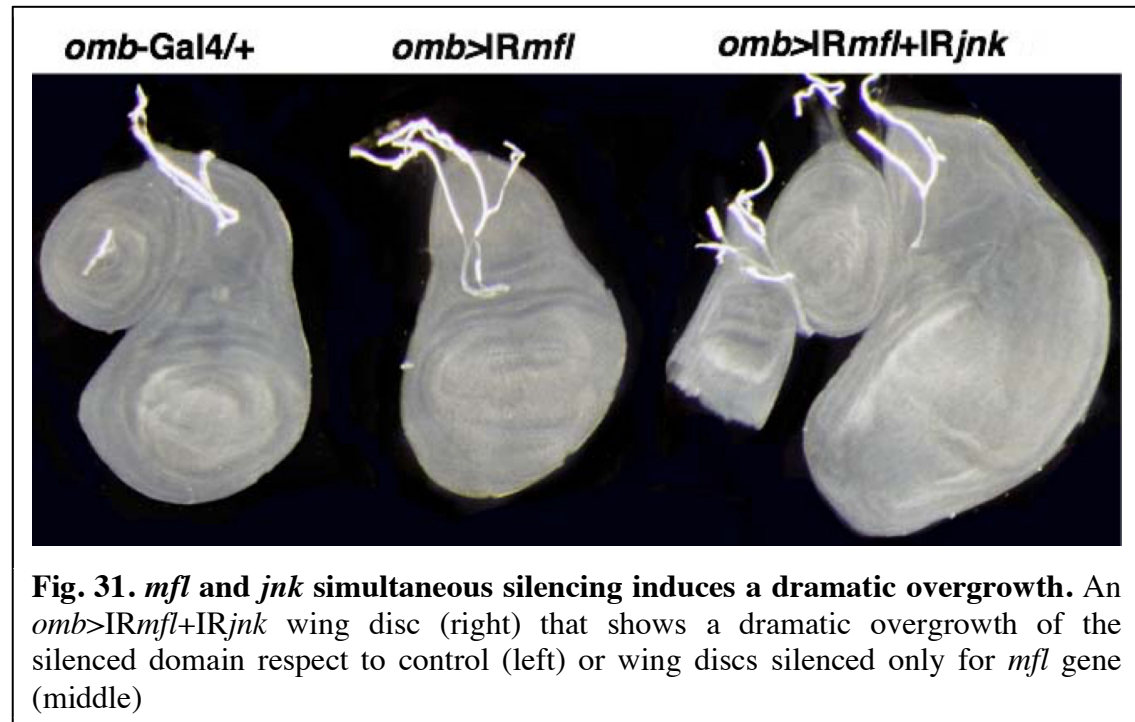 omb-Gal4/+
omb>IRmfl
omb>IRmfl+IRjnk
Fig. 31. mfl and jnk simultaneous silencing induces a dramatic overgrowth. An
omb>IRmfl+IRjnk wing disc (right) that shows a dramatic overgrowth of the
silenced domain respect to control (left) or wing discs silenced only for mfl gene
(middle)